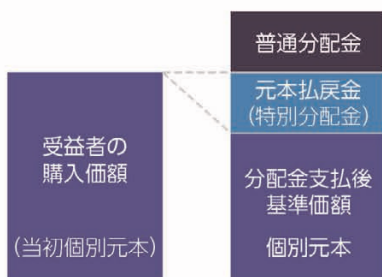 受益者の
購入価額
(当初個別元本)
普通分配金
元本払戻金
(特別分配金)
分配金支払後
基準価額
個別元本